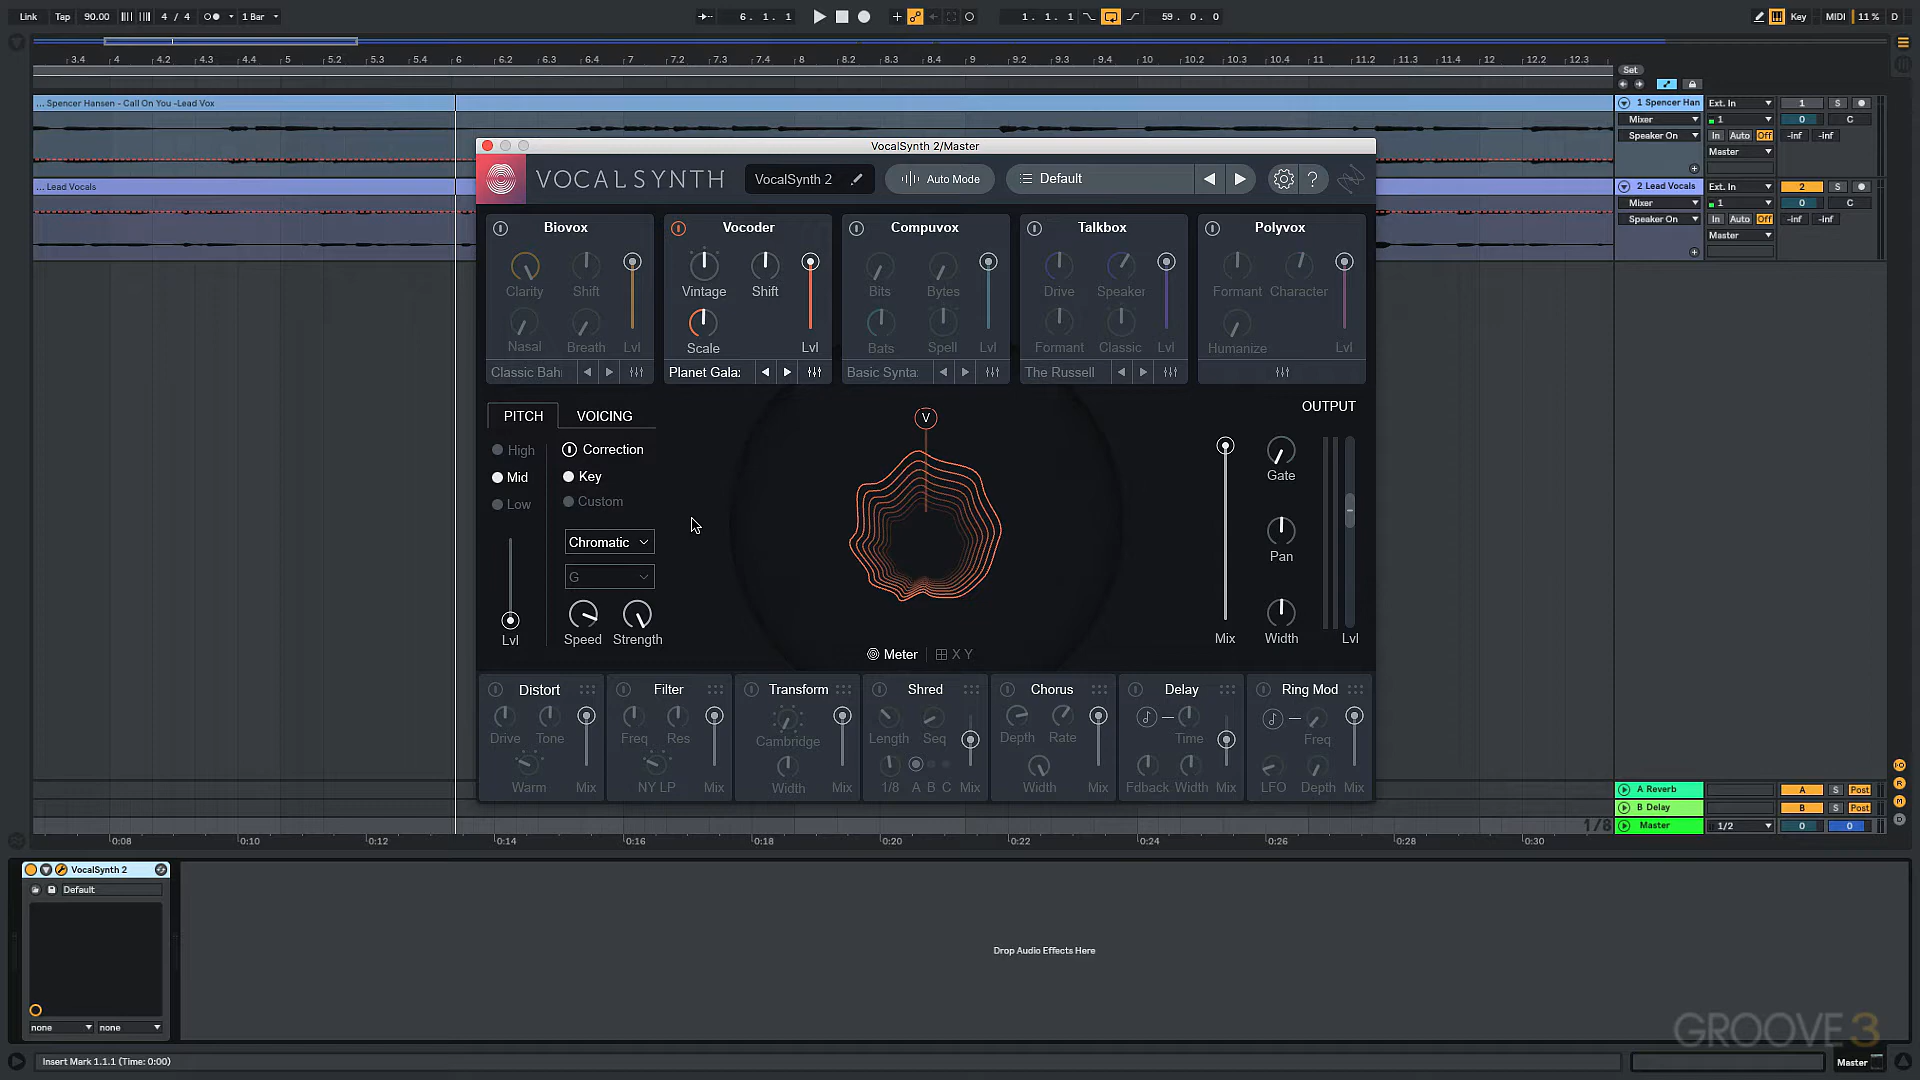 Link Tap 90.00 4 / 4 1 Bar 6. 1. 1 1. 1. 1 59. 0. 0 Key MIDI 11 % D
3.4 4 4.2 4.3 4.4 5 5.2 5.3 5.4 6 6.2 6.3 6.4 7 7.2 7.3 7.4 8 8.2 8.3 8.4 9 9.2 9.3 9.4 10 10.2 10.3 10.4 11 11.2 11.3 11.4 12 12.2 12.3 Set
... Spencer Hansen - Call On You -Lead Vox 1 Spencer Han Ext. In 1 S
Mixer 1 0 C
Speaker On In Auto Off -inf -inf
Master
... Lead Vocals 2 Lead Vocals Ext. In 2 S
Mixer 1 0 C
Speaker On In Auto Off -inf -inf
Master
VocalSynth 2/Master
VOCALSYNTH VocalSynth 2 Auto Mode Default ?
Biovox Vocoder Compuvox Talkbox Polyvox
Clarity Shift Vintage Shift Bits Bytes Drive Speaker Formant Character
Nasal Breath Lvl Scale Lvl Bats Spell Lvl Formant Classic Lvl Humanize Lvl
Classic Bah Planet Gala: Basic Synta: The Russell
PITCH VOICING V OUTPUT
High Correction
Mid Key Gate
Low Custom
Chromatic
G Pan
Lvl Speed Strength Mix Width Lvl
Meter X Y
Distort Filter Transform Shred Chorus Delay Ring Mod
Drive Tone Freq Res Cambridge Length Seq Depth Rate Time Freq
Warm Mix NY LP Mix Width Mix 1/8 A B C Mix Width Mix Fdback Width Mix LFO Depth Mix
A Reverb A S Post
B Delay B S Post
1/8 Master 1/2 0 0
0:08 0:10 0:12 0:14 0:16 0:18 0:20 0:22 0:24 0:26 0:28 0:30
VocalSynth 2
Default
Drop Audio Effects Here
none none
GROOVE 3
Insert Mark 1.1.1 (Time: 0:00) Master